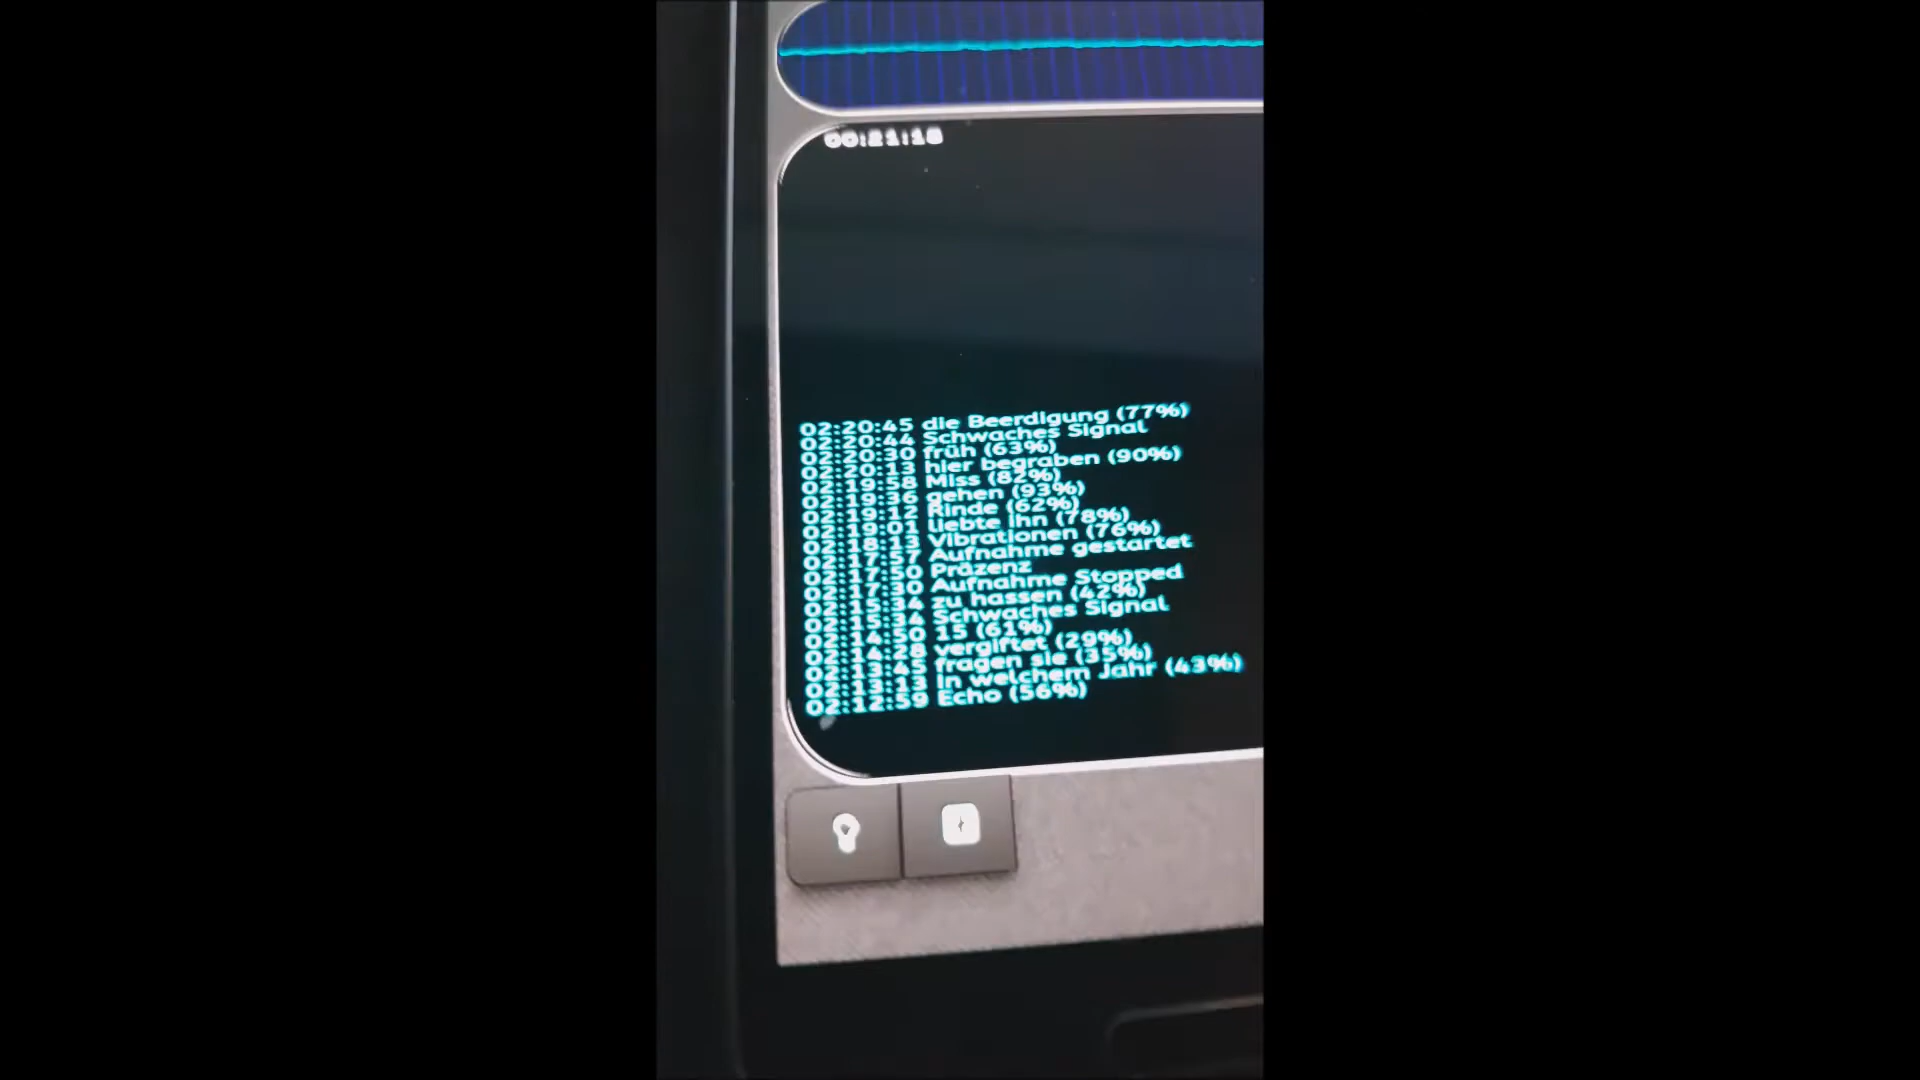 00:21:18
02:20:45 die Beerdigung (77%)
02:20:44 Schwaches Signal
02:20:30 früh (63%)
02:20:13 hier begraben (90%)
02:19:58 Miss (82%)
02:19:36 gehen (93%)
02:19:12 Rinde (62%)
02:19:01 liebte ihn (78%)
02:18:13 Vibrationen (76%)
02:17:57 Aufnahme gestartet
02:17:50 Präzenz
02:17:30 Aufnahme Stopped
02:15:34 zu hassen (42%)
02:15:34 Schwaches Signal
02:14:50 15 (61%)
02:14:28 vergiftet (29%)
02:13:45 fragen sie (35%)
02:13:13 In welchem Jahr (43%)
02:12:59 Echo (56%)